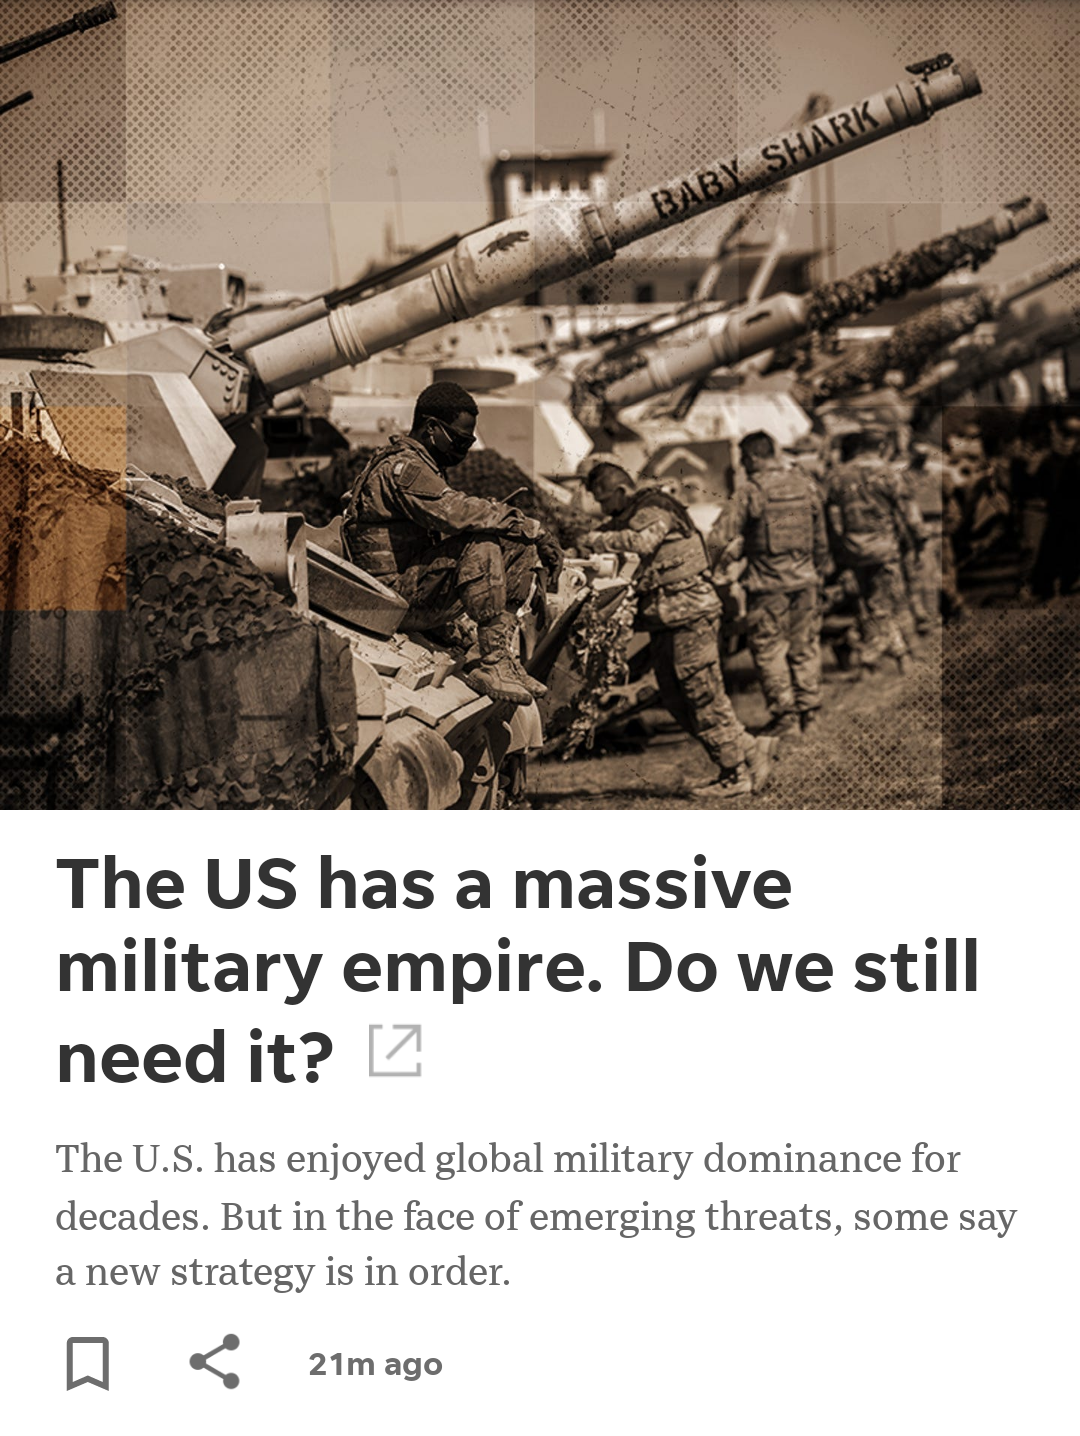 BABY SHARK
The US has a massive
military empire. Do we still
need it?
The U.S. has enjoyed global military dominance for
decades. But in the face of emerging threats, some say
a new strategy is in order.
21m ago